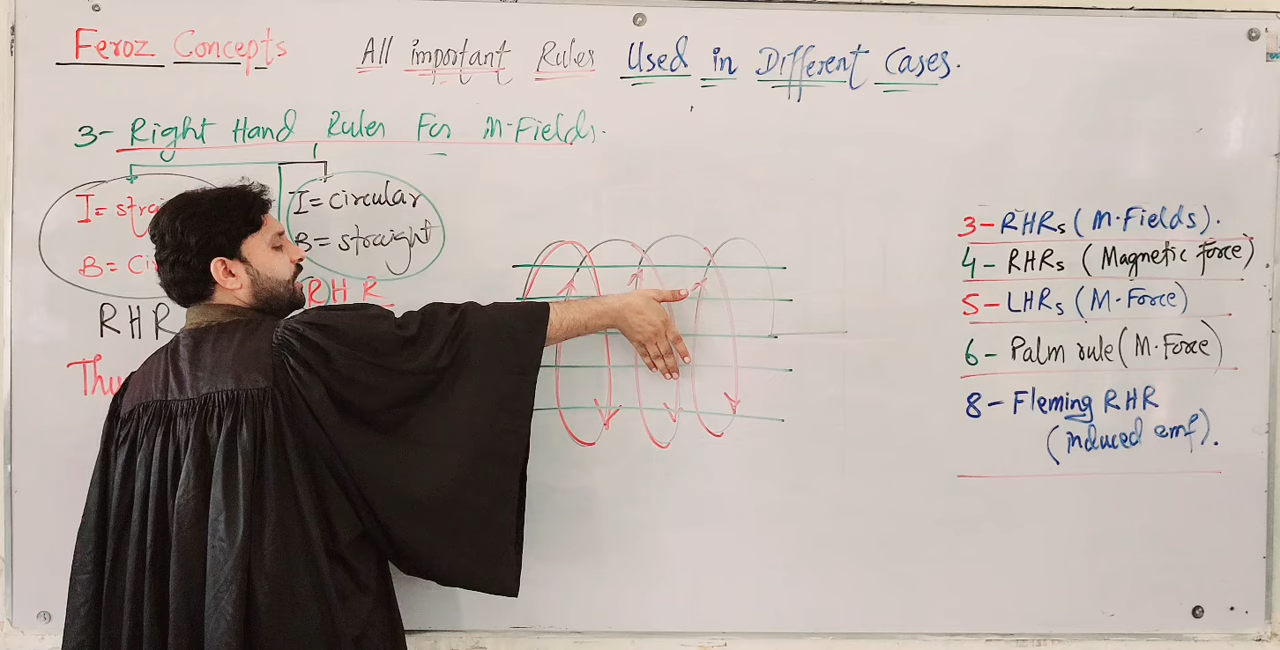 Feroz Concepts
All important Rules Used in Different Cases.
3- Right Hand Rules For M-Fields.
I= circular
B= straight
I=
B=
RHR
RHR
3-RHRs (M.Fields).
4-RHRs (Magnetic force)
5-LHRs (M-Force)
6-Palm rule (M.Force)
8-Fleming RHR
(induced emf).